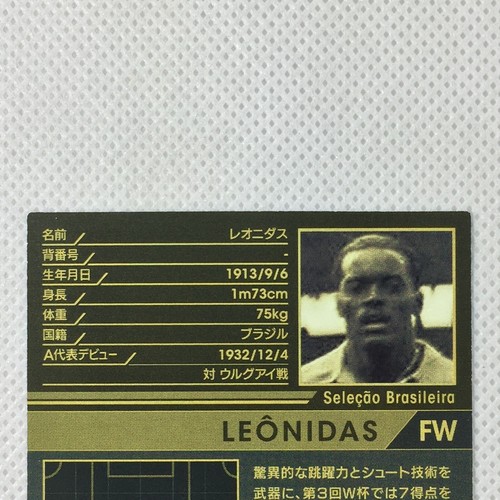 名前 レオニダス
背番号 -
生年月日 1913/9/6
身長 1m73cm
体重 75kg
国籍 ブラジル
A代表デビュー 1932/12/4
対 ウルグアイ戦
Seleção Brasileira
LEÔNIDAS FW
驚異的な跳躍力とシュート技術を
武器に、第3回W杯では7得点を